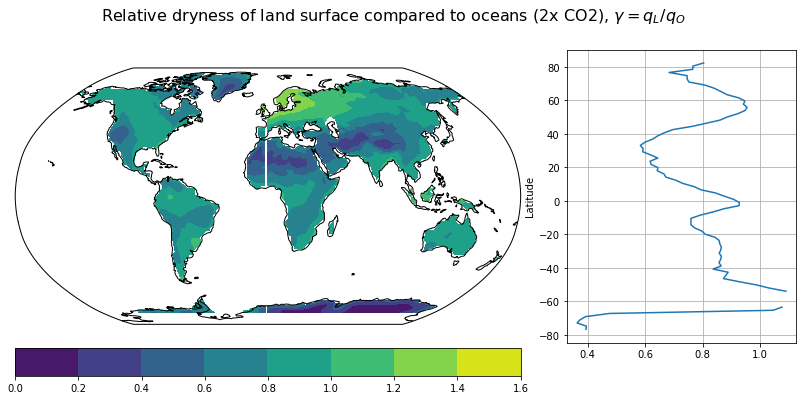 Relative dryness of land surface compared to oceans (2x CO2), γ = q_L/q_O
80
60
40
20
0
−20
−40
−60
−80
Latitude
0.4 0.6 0.8 1.0
0.0 0.2 0.4 0.6 0.8 1.0 1.2 1.4 1.6